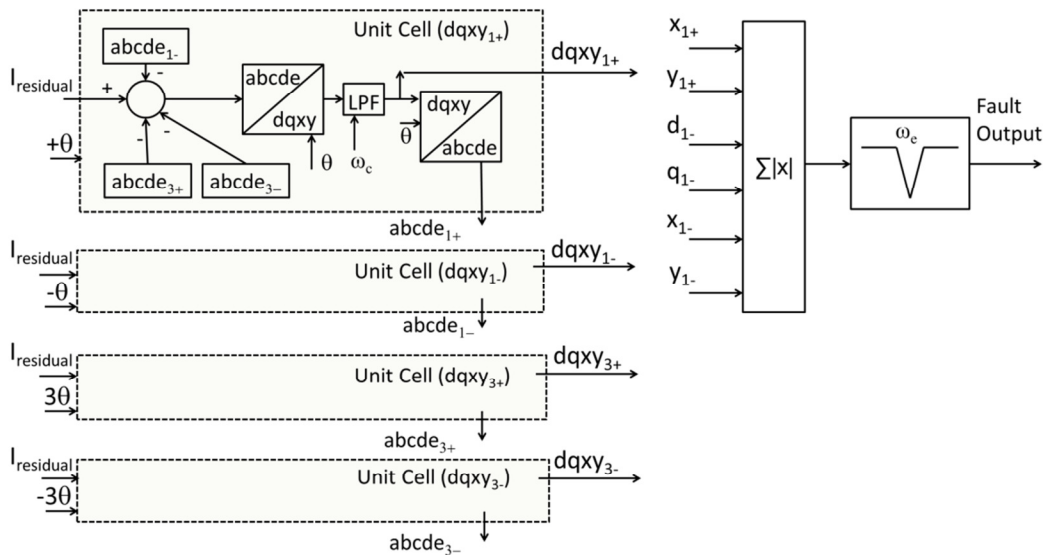 Unit Cell (dqxy1+)
abcde1-
Iresidual
+
-
-
-
+θ
abcde3+
abcde3−
abcde
dqxy
θ
LPF
ωc
dqxy
θ
abcde
dqxy1+
abcde1+
Iresidual
-θ
Unit Cell (dqxy1-)
dqxy1-
abcde1−
Iresidual
3θ
Unit Cell (dqxy3+)
dqxy3+
abcde3+
Iresidual
-3θ
Unit Cell (dqxy3-)
dqxy3-
abcde3−
x1+
y1+
d1-
q1-
x1-
y1-
∑|x|
ωe
Fault
Output